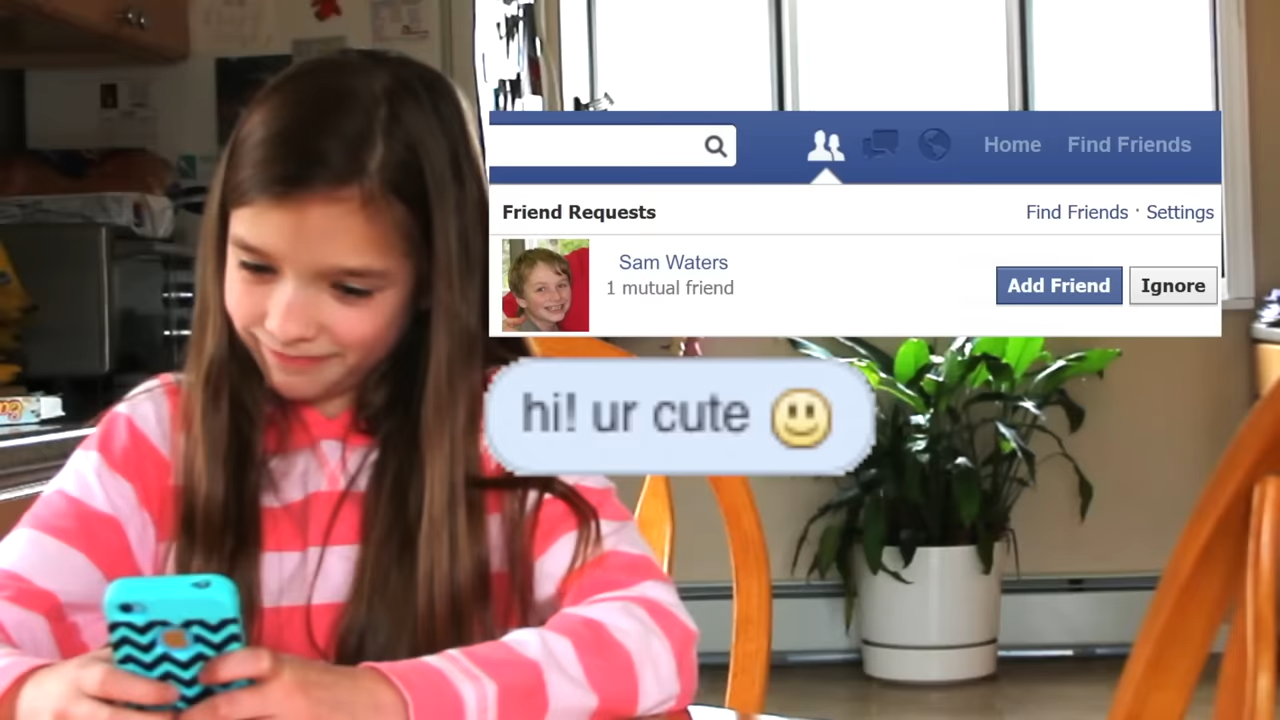 Home Find Friends
Friend Requests Find Friends · Settings
Sam Waters
1 mutual friend
Add Friend Ignore
hi! ur cute 🙂